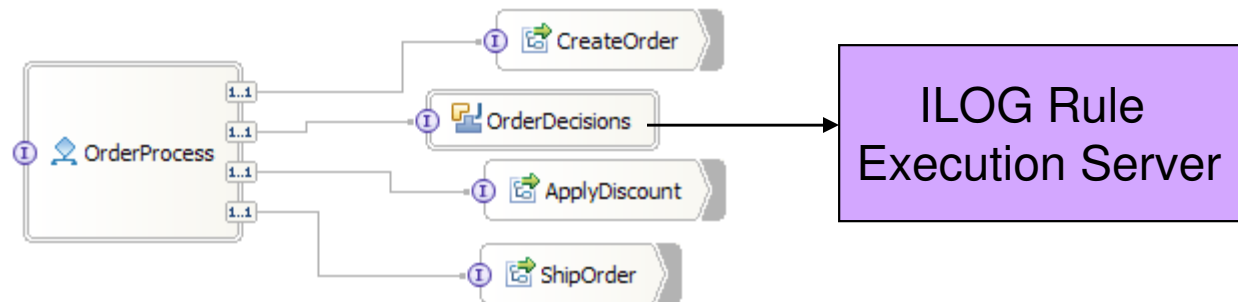 I
CreateOrder
1..1
1..1
1..1
1..1
I
OrderProcess
I
OrderDecisions
I
ApplyDiscount
I
ShipOrder
ILOG Rule
Execution Server